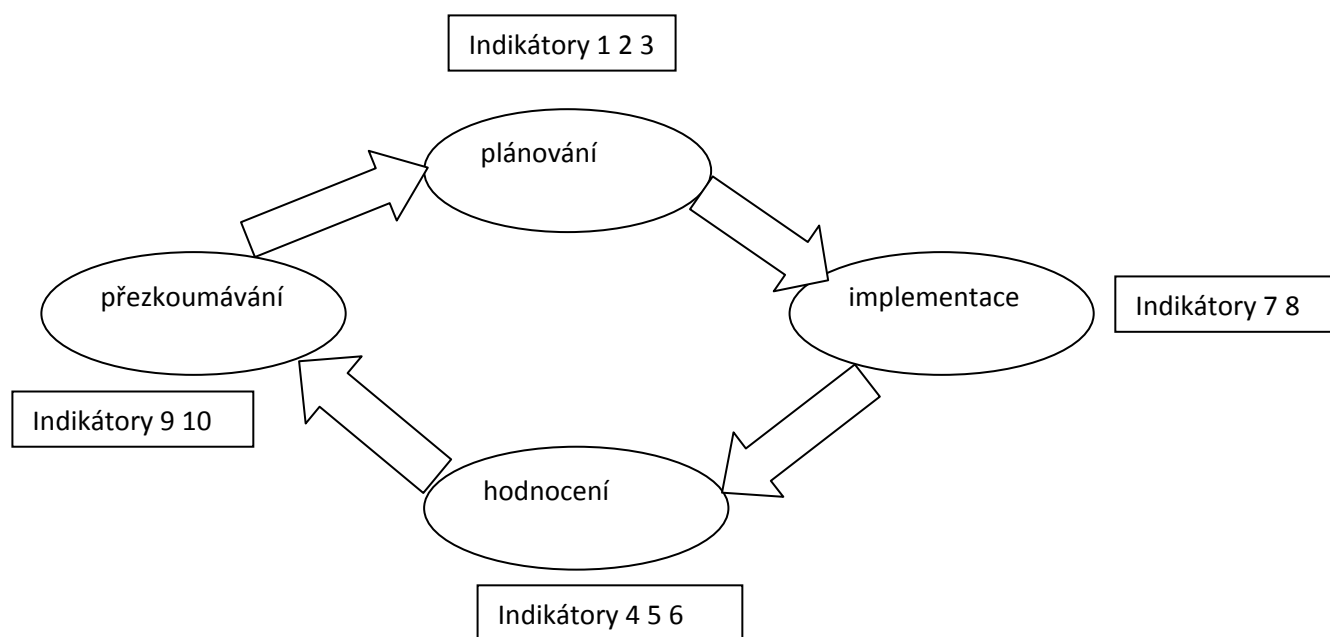 Indikátory 1 2 3
plánování
přezkoumávání
implementace
Indikátory 7 8
Indikátory 9 10
hodnocení
Indikátory 4 5 6